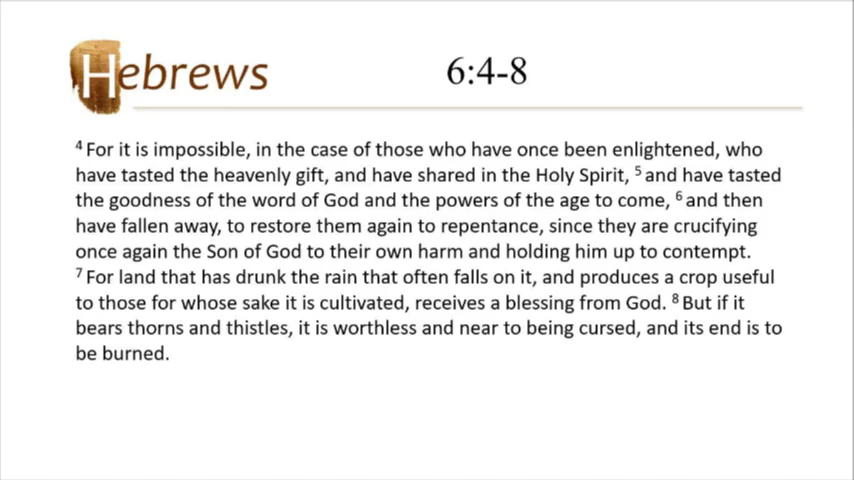 Hebrews 6:4-8
4 For it is impossible, in the case of those who have once been enlightened, who
have tasted the heavenly gift, and have shared in the Holy Spirit, 5 and have tasted
the goodness of the word of God and the powers of the age to come, 6 and then
have fallen away, to restore them again to repentance, since they are crucifying
once again the Son of God to their own harm and holding him up to contempt.
7 For land that has drunk the rain that often falls on it, and produces a crop useful
to those for whose sake it is cultivated, receives a blessing from God. 8 But if it
bears thorns and thistles, it is worthless and near to being cursed, and its end is to
be burned.